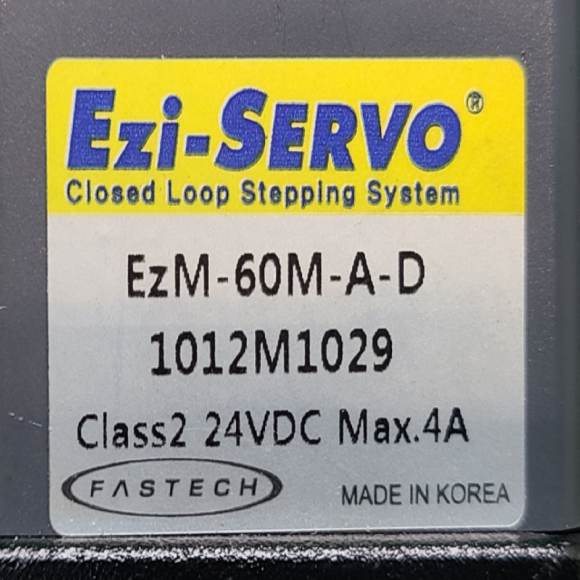 Ezi-SERVO®
Closed Loop Stepping System
EzM-60M-A-D
1012M1029
Class2 24VDC Max.4A
FASTECH
MADE IN KOREA